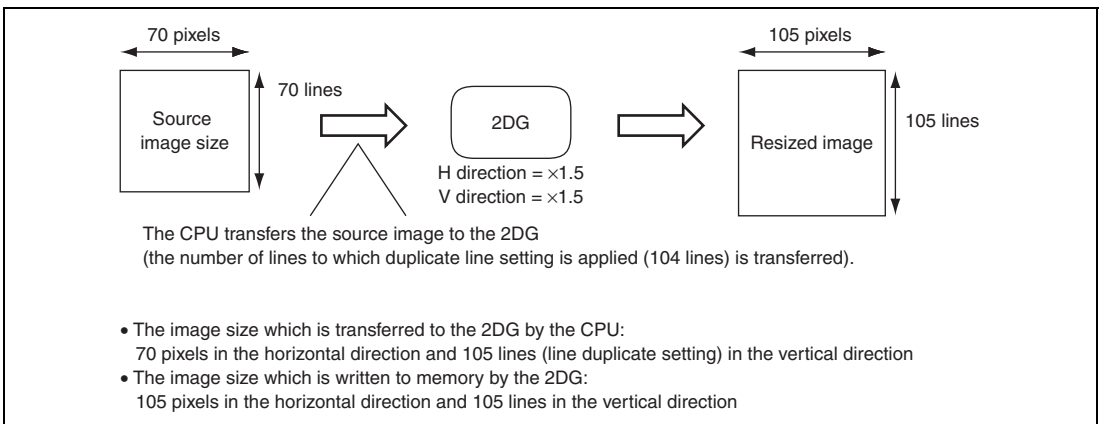 70 pixels
105 pixels
70 lines
Source
image size
2DG
H direction = ×1.5
V direction = ×1.5
Resized image
105 lines
The CPU transfers the source image to the 2DG
(the number of lines to which duplicate line setting is applied (104 lines) is transferred).
• The image size which is transferred to the 2DG by the CPU:
70 pixels in the horizontal direction and 105 lines (line duplicate setting) in the vertical direction
• The image size which is written to memory by the 2DG:
105 pixels in the horizontal direction and 105 lines in the vertical direction